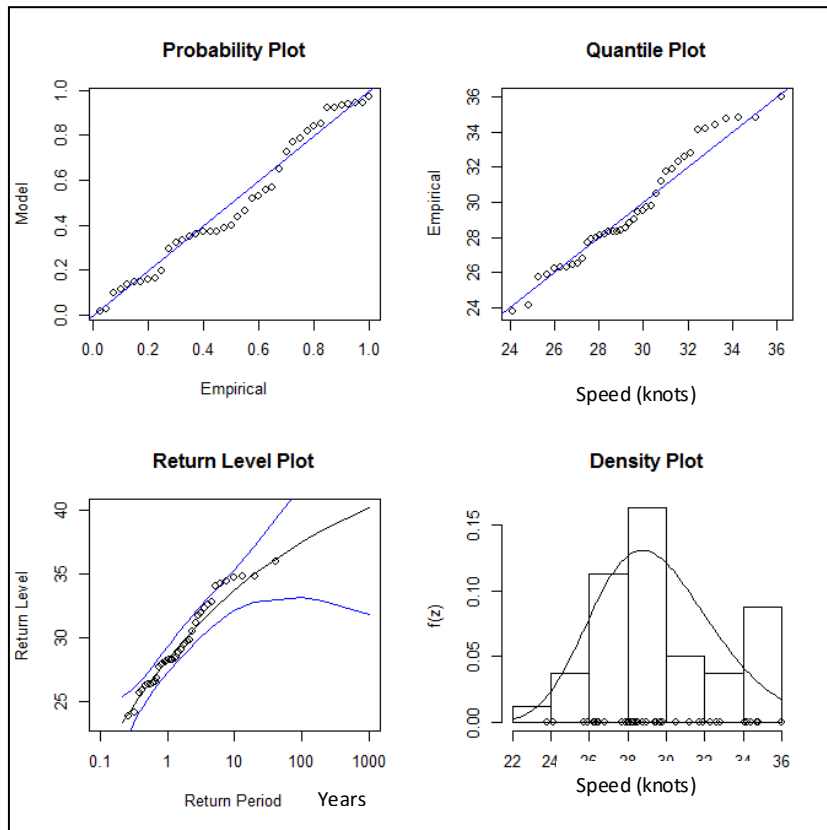 Probability Plot
Model
0.0 0.2 0.4 0.6 0.8 1.0
0.0 0.2 0.4 0.6 0.8 1.0
Empirical
Quantile Plot
Empirical
24 26 28 30 32 34 36
24 26 28 30 32 34 36
Speed (knots)
Return Level Plot
Return Level
25 30 35 40
0.1 1 10 100 1000
Return Period Years
Density Plot
f(z)
0.00 0.05 0.10 0.15
22 24 26 28 30 32 34 36
Speed (knots)